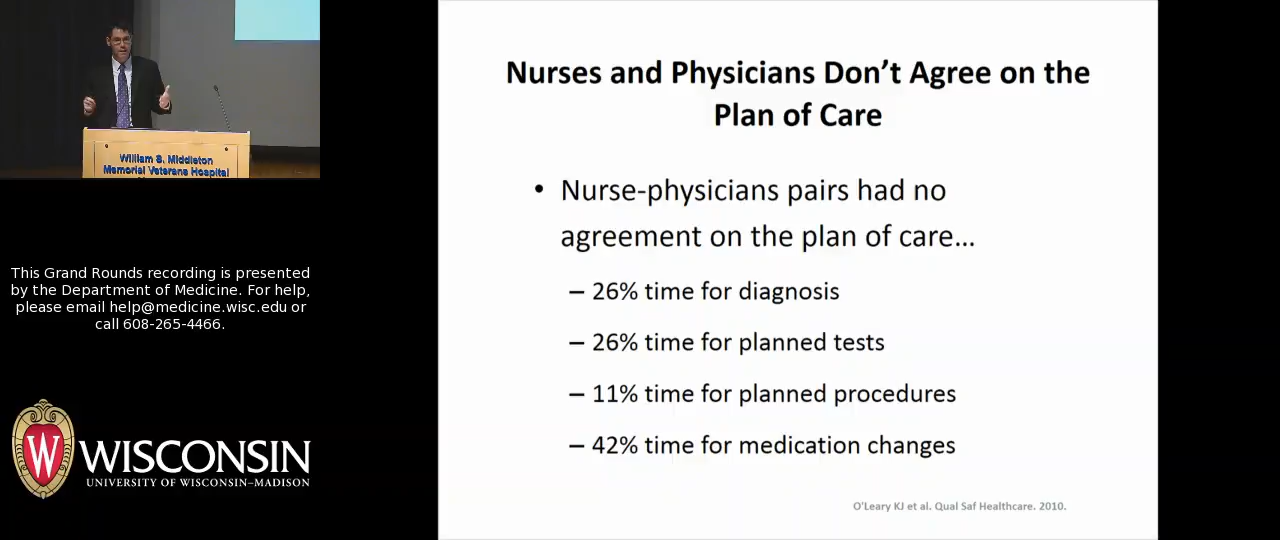 William S. Middleton
Memorial Veterans Hospital
This Grand Rounds recording is presented
by the Department of Medicine. For help,
please email help@medicine.wisc.edu or
call 608-265-4466.
W
WISCONSIN
UNIVERSITY OF WISCONSIN–MADISON
Nurses and Physicians Don’t Agree on the
Plan of Care
• Nurse-physicians pairs had no
agreement on the plan of care…
– 26% time for diagnosis
– 26% time for planned tests
– 11% time for planned procedures
– 42% time for medication changes
O'Leary KJ et al. Qual Saf Healthcare. 2010.